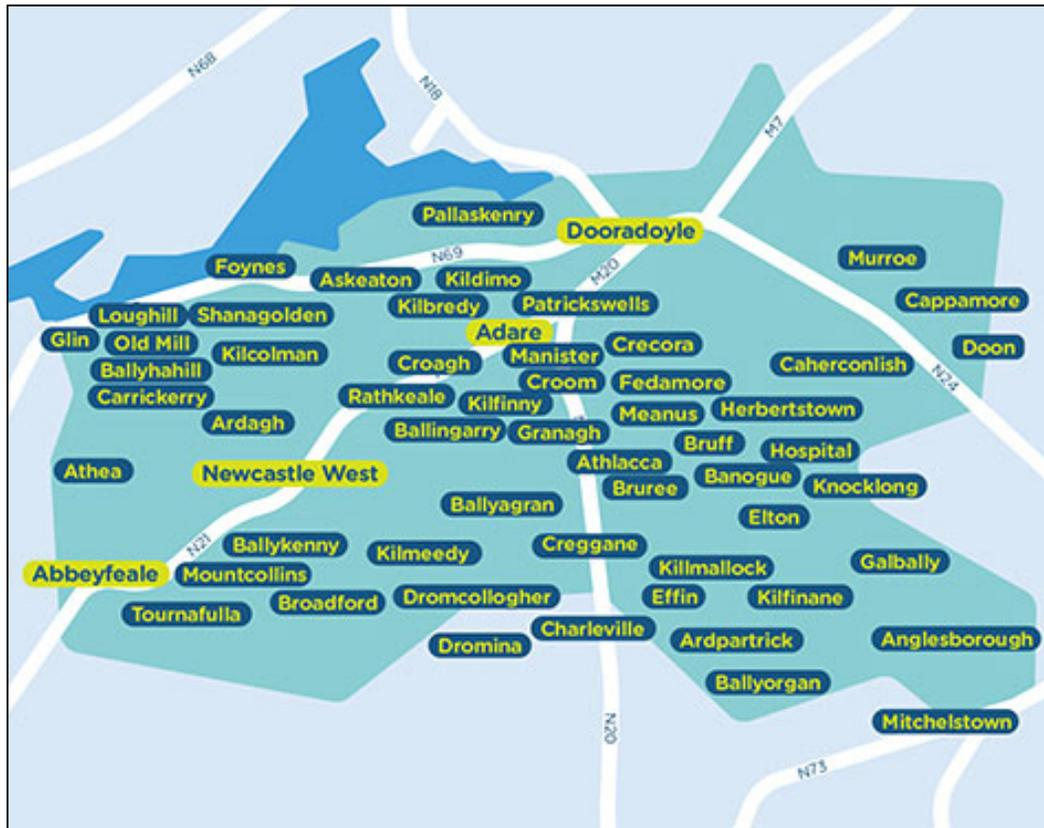 N68
N18
M7
Pallaskenry
Dooradoyle
N69
Foynes
Murroe
M20
Askeaton
Kildimo
Cappamore
Kilbredy
Patrickswells
Loughill
Shanagolden
Adare
Glin
Old Mill
Crecora
Doon
Kilcolman
Manister
Croagh
Caherconlish
Ballyhahill
N24
Croom
Fedamore
Carrickerry
Rathkeale
Kilfinny
Herbertstown
Meanus
Ardagh
Ballingarry
Granagh
Bruff
Hospital
Athlacca
Athea
Newcastle West
Banogue
Bruree
Knocklong
Ballyagran
Elton
N21
Ballykenny
Creggane
Kilmeedy
Galbally
Abbeyfeale
Mountcollins
Killmallock
Dromcollogher
Effin
Kilfinane
Broadford
Tournafulla
Charleville
Dromina
Ardpartrick
Anglesborough
Ballyorgan
Mitchelstown
N20
N73